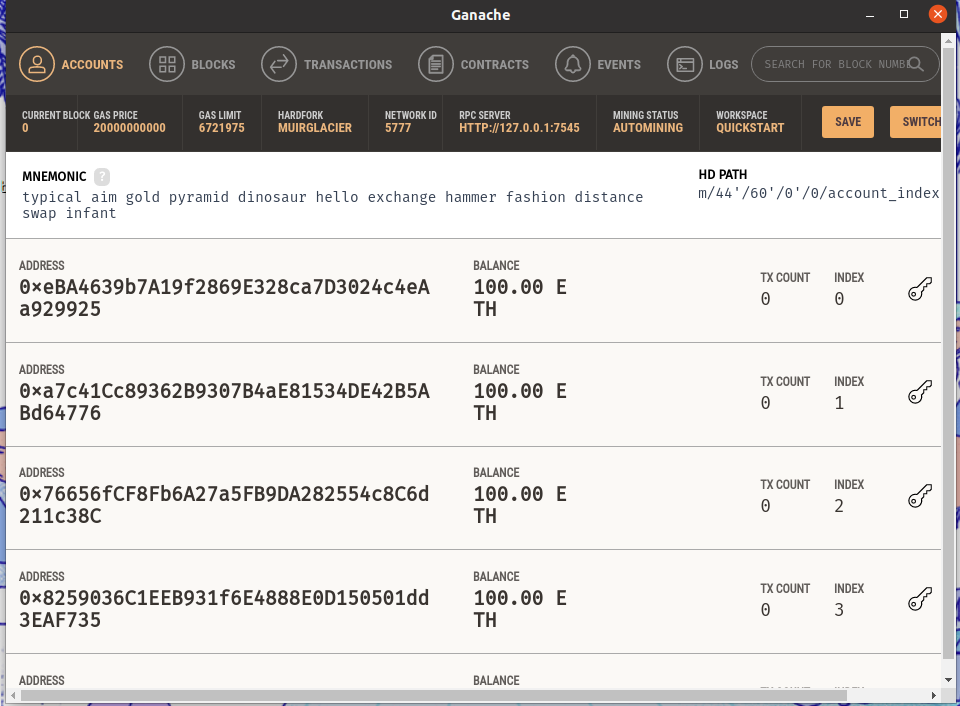 Ganache
ACCOUNTS BLOCKS TRANSACTIONS CONTRACTS EVENTS LOGS SEARCH FOR BLOCK NUMBE
CURRENT BLOCK GAS PRICE GAS LIMIT HARDFORK NETWORK ID RPC SERVER MINING STATUS WORKSPACE
0 20000000000 6721975 MUIRGLACIER 5777 HTTP://127.0.0.1:7545 AUTOMINING QUICKSTART SAVE SWITCH
MNEMONIC ? HD PATH
typical aim gold pyramid dinosaur hello exchange hammer fashion distance m/44'/60'/0'/0/account_index
swap infant
ADDRESS BALANCE TX COUNT INDEX
0×eBA4639b7A19f2869E328ca7D3024c4eA 100.00 E 0 0
a929925 TH
ADDRESS BALANCE TX COUNT INDEX
0×a7c41Cc89362B9307B4aE81534DE42B5A 100.00 E 0 1
Bd64776 TH
ADDRESS BALANCE TX COUNT INDEX
0×76656fCF8Fb6A27a5FB9DA282554c8C6d 100.00 E 0 2
211c38C TH
ADDRESS BALANCE TX COUNT INDEX
0×8259036C1EEB931f6E4888E0D150501dd 100.00 E 0 3
3EAF735 TH
ADDRESS BALANCE